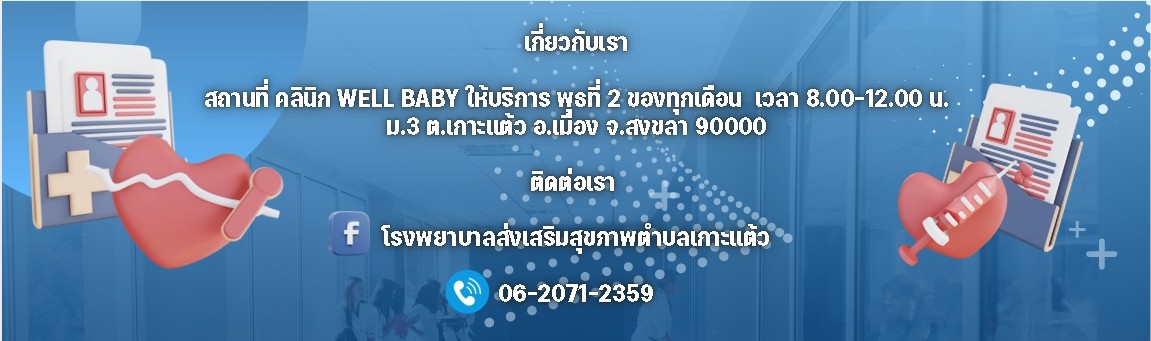 เกี่ยวกับเรา
สถานที่ คลินิก WELL BABY ให้บริการ พุธที่ 2 ของทุกเดือน เวลา 8.00-12.00 น.
ม.3 ต.เกาะแต้ว อ.เมือง จ.สงขลา 90000
ติดต่อเรา
โรงพยาบาลส่งเสริมสุขภาพตำบลเกาะแต้ว
06-2071-2359